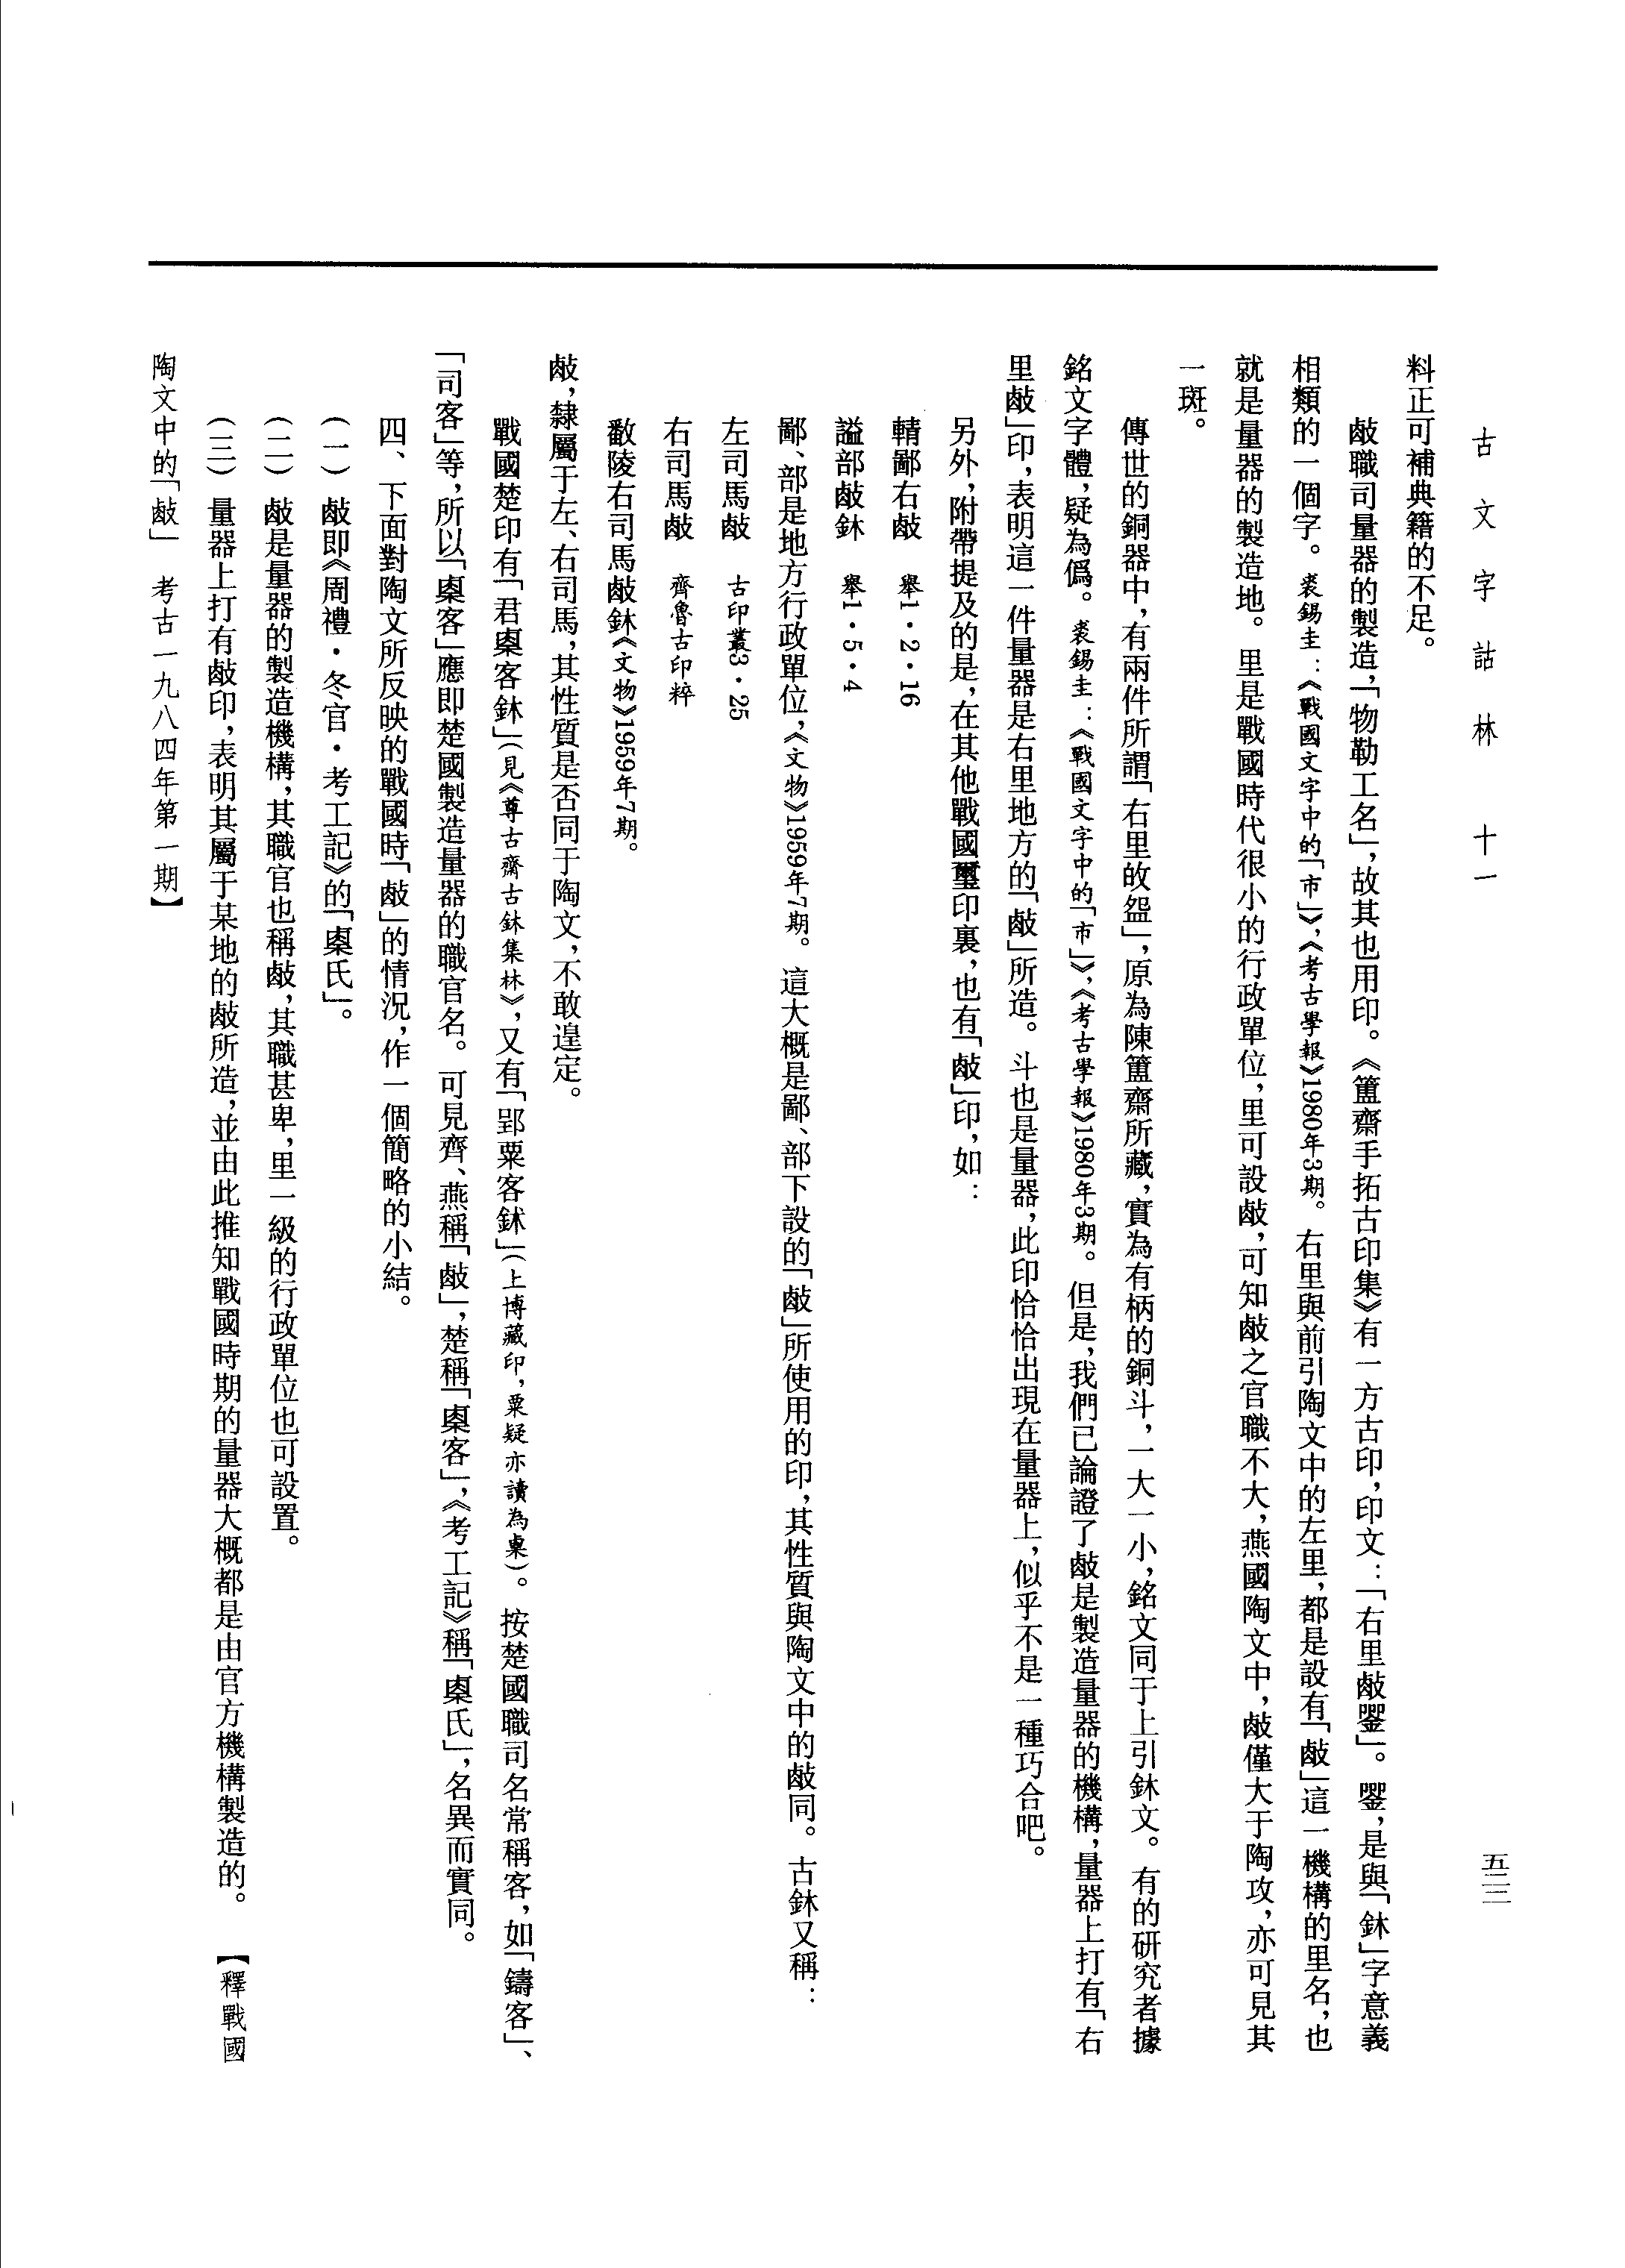 古文字詁林 十一
五三二
料正可補典籍的不足。
敀職司量器的製造，「物勒工名」，故其也用印。《簠齋手拓古印集》有一方古印，印文：「右里敀」。是與「鉥」字意義
相類的一個字。裘錫圭：《戰國文字中的「市」》，《考古學報》1980年3期。右里與前引陶文中的左里，都是設有「敀」這一機構的里名，也
就是量器的製造地。里是戰國時代很小的行政單位，里可設敀，可知敀之官職不大，燕國陶文中，敀僅大于陶攻，亦可見其
一斑。
傳世的銅器中，有兩件所謂「右里敀盌」，原為陳簠齋所藏，實為有柄的銅斗，一大一小，銘文同于上引鉥文。有的研究者據
銘文字體，疑為僞。裘錫圭：《戰國文字中的「市」》，《考古學報》1980年3期。但是，我們已論證了敀是製造量器的機構，量器上打有「右
里敀」印，表明這一件量器是右里地方的「敀」所造。斗也是量器，此印恰恰出現在量器上，似乎不是一種巧合吧。
另外，附帶提及的是，在其他戰國璽印裏，也有「敀」印，如：
鄙右敀 舉1·2·16
部敀鉥 舉1·5·4
鄙、部是地方行政單位，《文物》1959年7期。這大概是鄙、部下設的「敀」所使用的印，其性質與陶文中的敀同。古鉥又稱：
左司馬敀 古印叢3·25
右司馬敀 齊魯古印粹
陵右司馬敀鉥《文物》1959年7期。
敀，隸屬于左、右司馬，其性質是否同于陶文，不敢遑定。
戰國楚印有「君㮚客鉥」（見《尊古齋古鉥集林》），又有「郢粟客鉥」（上博藏印，粟疑亦讀為㮚）。按楚國職司名常稱客，如「鑄客」、
「司客」等，所以「㮚客」應即楚國製造量器的職官名。可見齊、燕稱「敀」，楚稱「㮚客」，《考工記》稱「㮚氏」，名異而實同。
四、下面對陶文所反映的戰國時「敀」的情況，作一個簡略的小結。
（一）敀即《周禮·冬官·考工記》的「㮚氏」。
（二）敀是量器的製造機構，其職官也稱敀，其職甚卑，里一級的行政單位也可設置。
（三）量器上打有敀印，表明其屬于某地的敀所造，並由此推知戰國時期的量器大概都是由官方機構製造的。【釋戰國
陶文中的「敀」 考古一九八四年第一期】